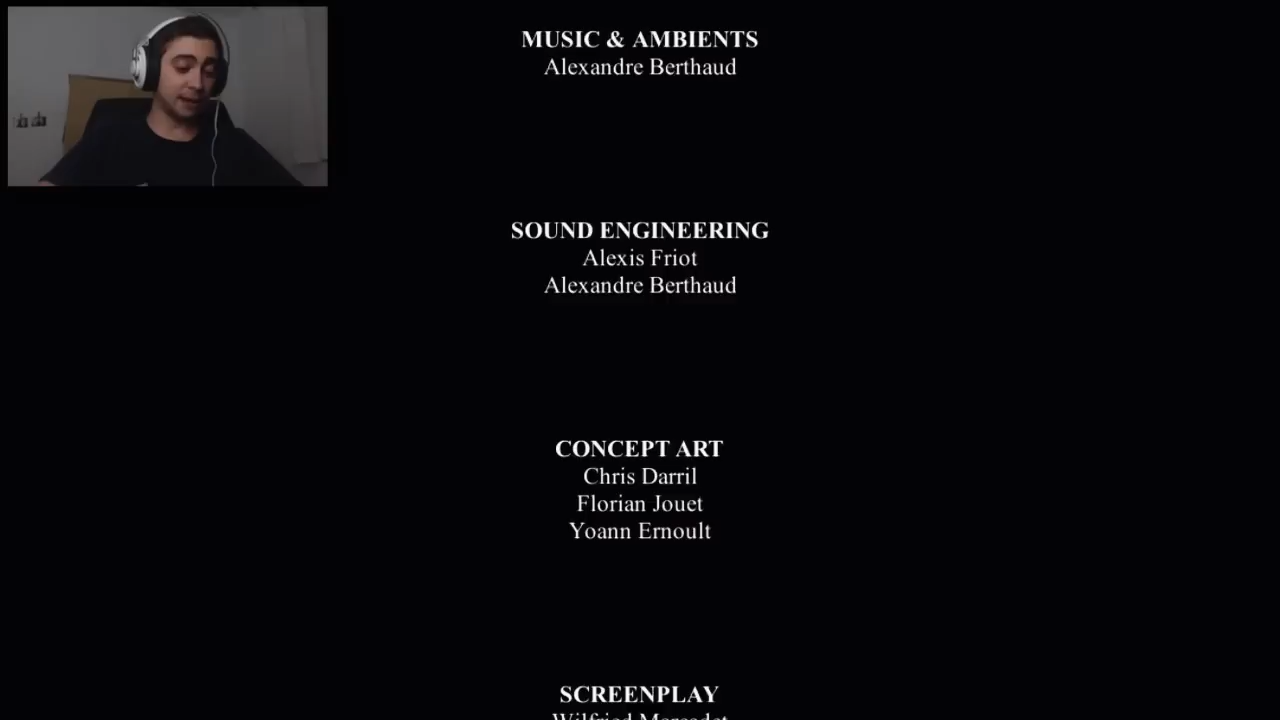 MUSIC & AMBIENTS
Alexandre Berthaud
SOUND ENGINEERING
Alexis Friot
Alexandre Berthaud
CONCEPT ART
Chris Darril
Florian Jouet
Yoann Ernoult
SCREENPLAY
Wilfried